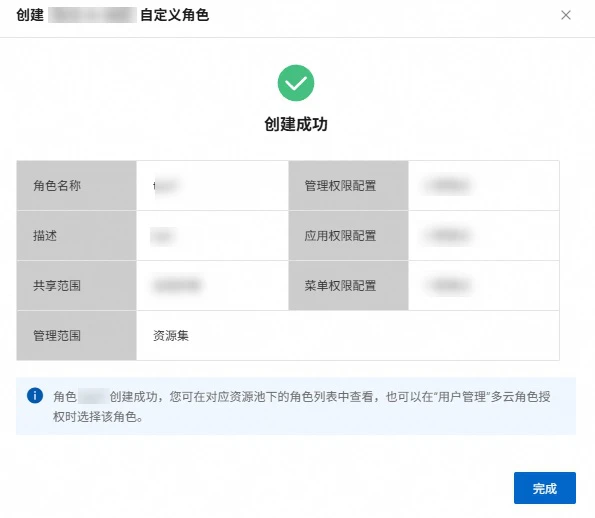 创建 自定义角色
创建成功
角色名称 管理权限配置
描述 应用权限配置
共享范围 菜单权限配置
管理范围 资源集
角色 创建成功，您可在对应资源池下的角色列表中查看，也可以在“用户管理”多云角色授
权时选择该角色。
完成